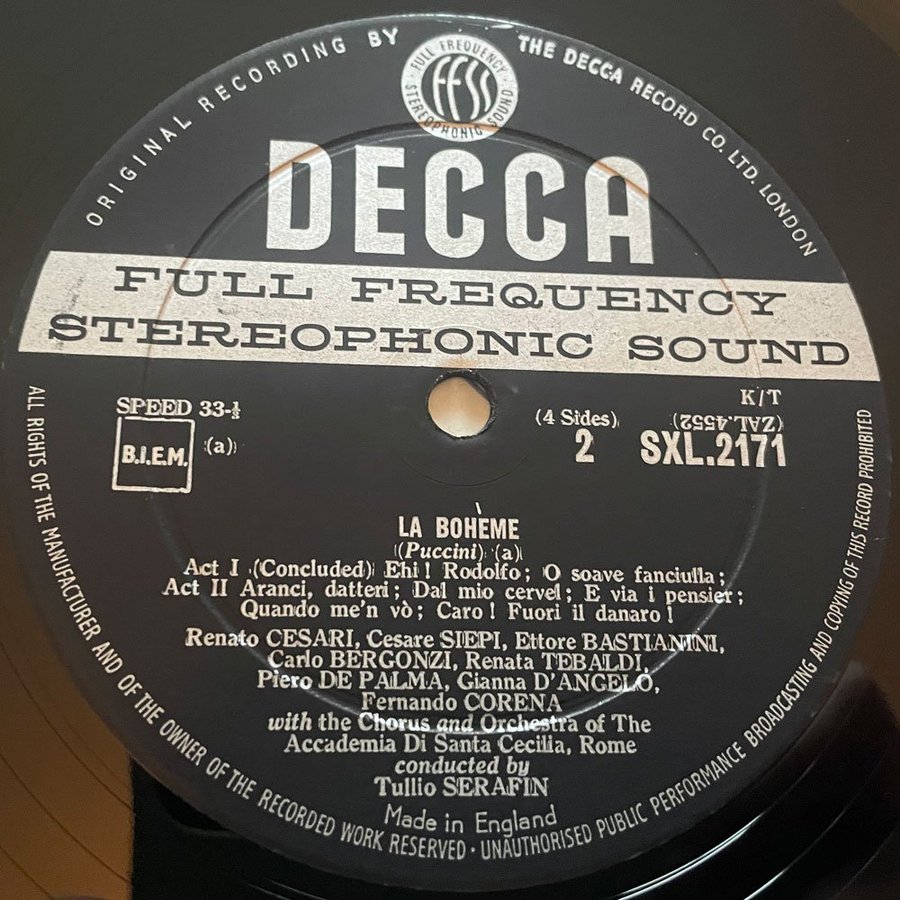 ORIGINAL RECORDING BY THE DECCA RECORD CO. LTD. LONDON
· FULL FREQUENCY · STEREOPHONIC SOUND
FFSS
DECCA
FULL FREQUENCY
STEREOPHONIC SOUND
K/T
SPEED 33-⅓
(4 Sides)
(ZAL.4552)
B.I.E.M.
(a)
2
SXL.2171
LA BOHÈME
(Puccini) (a)
Act I (Concluded) Ehi! Rodolfo; O soave fanciulla;
Act II Aranci, datteri; Dal mio cervel; E via i pensier;
Quando me'n vò; Caro! Fuori il danaro!
Renato CESARI, Cesare SIEPI, Ettore BASTIANINI,
Carlo BERGONZI, Renata TEBALDI,
Piero DE PALMA, Gianna D'ANGELO,
Fernando CORENA
with the Chorus and Orchestra of The
Accademia Di Santa Cecilia, Rome
conducted by
Tullio SERAFIN
Made in England
ALL RIGHTS OF THE MANUFACTURER AND OF THE OWNER OF THE RECORDED WORK RESERVED · UNAUTHORISED PUBLIC PERFORMANCE BROADCASTING AND COPYING OF THIS RECORD PROHIBITED